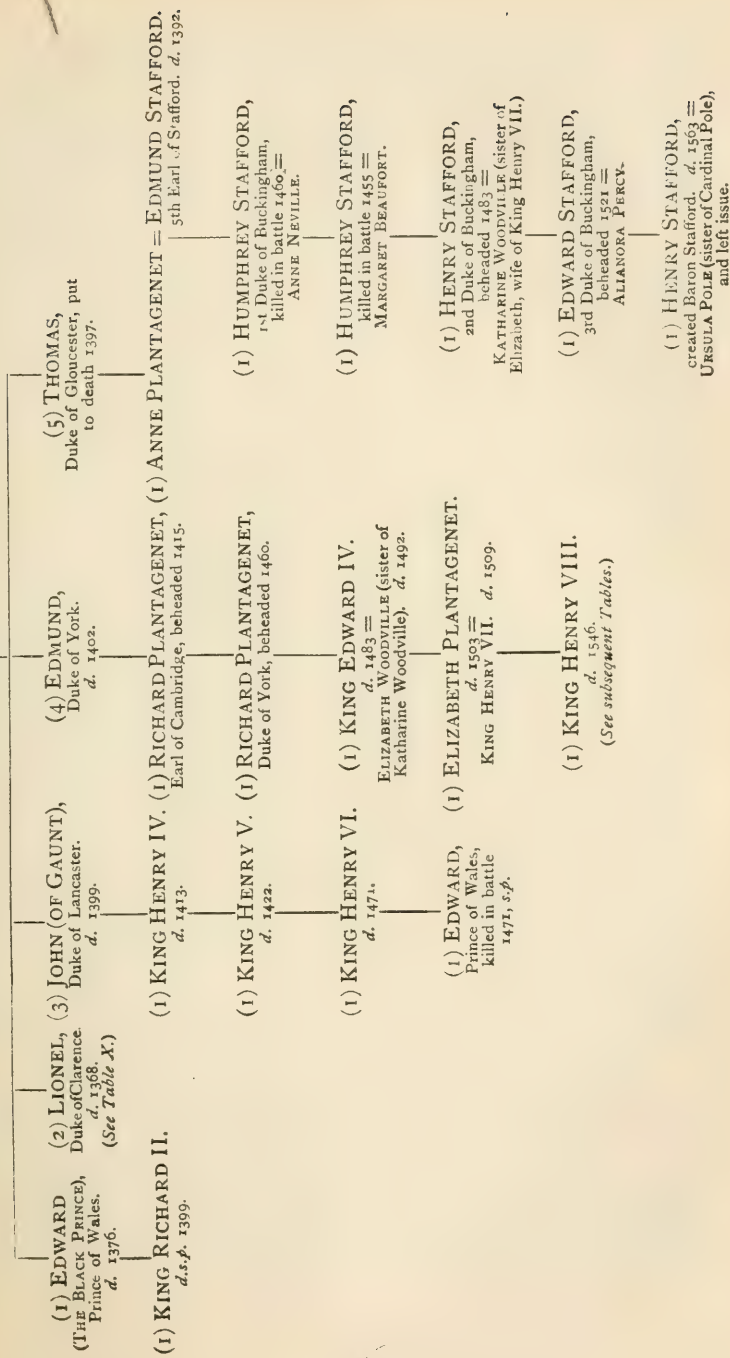 (1) EDWARD
(THE BLACK PRINCE),
Prince of Wales.
d. 1376.
(1) KING RICHARD II.
d.s.p. 1399.
(2) LIONEL,
Duke of Clarence.
d. 1368.
(See Table X.)
(3) JOHN (OF GAUNT),
Duke of Lancaster.
d. 1399.
(1) KING HENRY IV.
d. 1413.
(1) KING HENRY V.
d. 1422.
(1) KING HENRY VI.
d. 1471.
(1) EDWARD,
Prince of Wales,
killed in battle
1471, s.p.
(4) EDMUND,
Duke of York.
d. 1402.
(1) RICHARD PLANTAGENET,
Earl of Cambridge, beheaded 1415.
(1) RICHARD PLANTAGENET,
Duke of York, beheaded 1460.
(1) KING EDWARD IV.
d. 1483 =
ELIZABETH WOODVILLE (sister of
Katharine Woodville). d. 1492.
(1) ELIZABETH PLANTAGENET.
d. 1503 =
KING HENRY VII. d. 1509.
(1) KING HENRY VIII.
d. 1546.
(See subsequent Tables.)
(5) THOMAS,
Duke of Gloucester, put
to death 1397.
(1) ANNE PLANTAGENET = EDMUND STAFFORD.
5th Earl of Stafford. d. 1392.
(1) HUMPHREY STAFFORD,
1st Duke of Buckingham,
killed in battle 1460 =
ANNE NEVILLE.
(1) HUMPHREY STAFFORD,
killed in battle 1455 =
MARGARET BEAUFORT.
(1) HENRY STAFFORD,
2nd Duke of Buckingham,
beheaded 1483 =
KATHARINE WOODVILLE (sister of
Elizabeth, wife of King Henry VII.)
(1) EDWARD STAFFORD,
3rd Duke of Buckingham,
beheaded 1521 =
ALIANORA PERCY.
(1) HENRY STAFFORD,
created Baron Stafford. d. 1563 =
URSULA POLE (sister of Cardinal Pole),
and left issue.